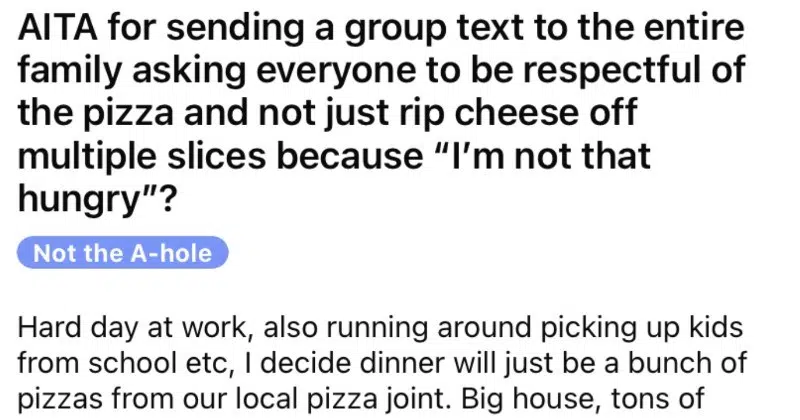 AITA for sending a group text to the entire
family asking everyone to be respectful of
the pizza and not just rip cheese off
multiple slices because “I’m not that
hungry”?
Not the A-hole
Hard day at work, also running around picking up kids
from school etc, I decide dinner will just be a bunch of
pizzas from our local pizza joint. Big house, tons of